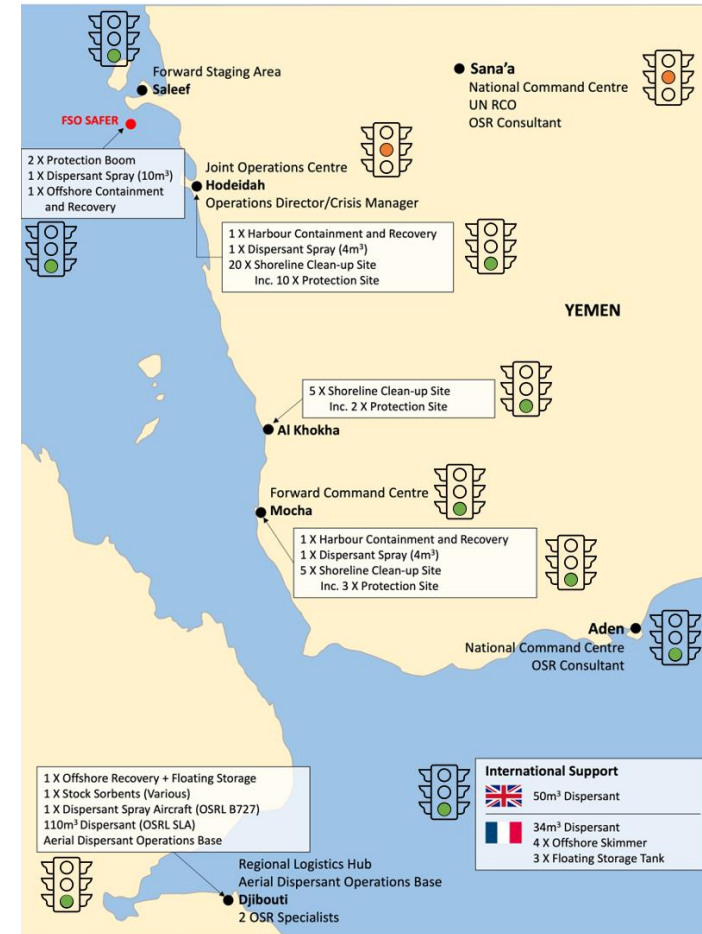 Forward Staging Area
Saleef
FSO SAFER
2 X Protection Boom
1 X Dispersant Spray (10m³)
1 X Offshore Containment
and Recovery
Sana'a
National Command Centre
UN RCO
OSR Consultant
Joint Operations Centre
Hodeidah
Operations Director/Crisis Manager
1 X Harbour Containment and Recovery
1 X Dispersant Spray (4m³)
20 X Shoreline Clean-up Site
Inc. 10 X Protection Site
YEMEN
5 X Shoreline Clean-up Site
Inc. 2 X Protection Site
Al Khokha
Forward Command Centre
Mocha
1 X Harbour Containment and Recovery
1 X Dispersant Spray (4m³)
5 X Shoreline Clean-up Site
Inc. 3 X Protection Site
Aden
National Command Centre
OSR Consultant
1 X Offshore Recovery + Floating Storage
1 X Stock Sorbents (Various)
1 X Dispersant Spray Aircraft (OSRL B727)
110m³ Dispersant (OSRL SLA)
Aerial Dispersant Operations Base
International Support
50m³ Dispersant
34m³ Dispersant
4 X Offshore Skimmer
3 X Floating Storage Tank
Regional Logistics Hub
Aerial Dispersant Operations Base
Djibouti
2 OSR Specialists